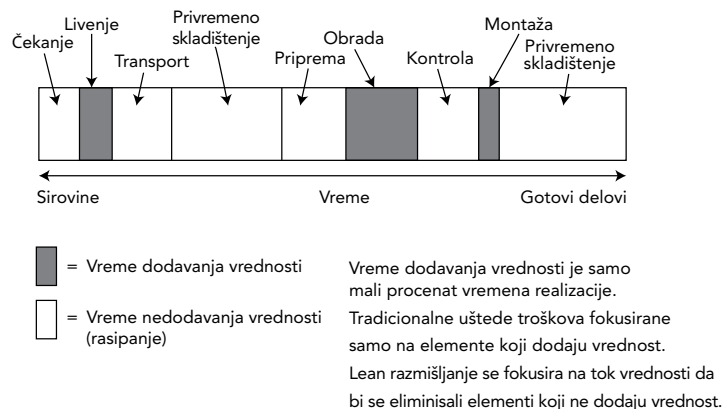 Čekanje
Livenje
Transport
Privremeno
skladištenje
Priprema
Obrada
Kontrola
Montaža
Privremeno
skladištenje
Sirovine
Vreme
Gotovi delovi
= Vreme dodavanja vrednosti
= Vreme nedodavanja vrednosti
(rasipanje)
Vreme dodavanja vrednosti je samo
mali procenat vremena realizacije.
Tradicionalne uštede troškova fokusirane
samo na elemente koji dodaju vrednost.
Lean razmišljanje se fokusira na tok vrednosti da
bi se eliminisali elementi koji ne dodaju vrednost.